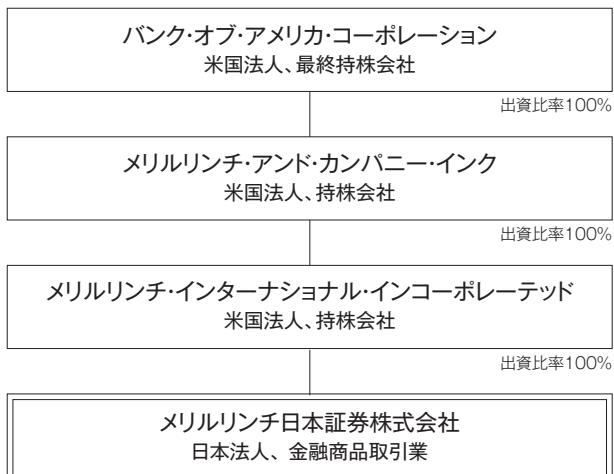 バンク・オブ・アメリカ・コーポレーション
米国法人、最終持株会社
出資比率100%
メリルリンチ・アンド・カンパニー・インク
米国法人、持株会社
出資比率100%
メリルリンチ・インターナショナル・インコーポレーテッド
米国法人、持株会社
出資比率100%
メリルリンチ日本証券株式会社
日本法人、金融商品取引業